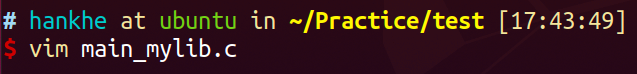 # hankhe at ubuntu in ~/Practice/test [17:43:49]
$ vim main_mylib.c